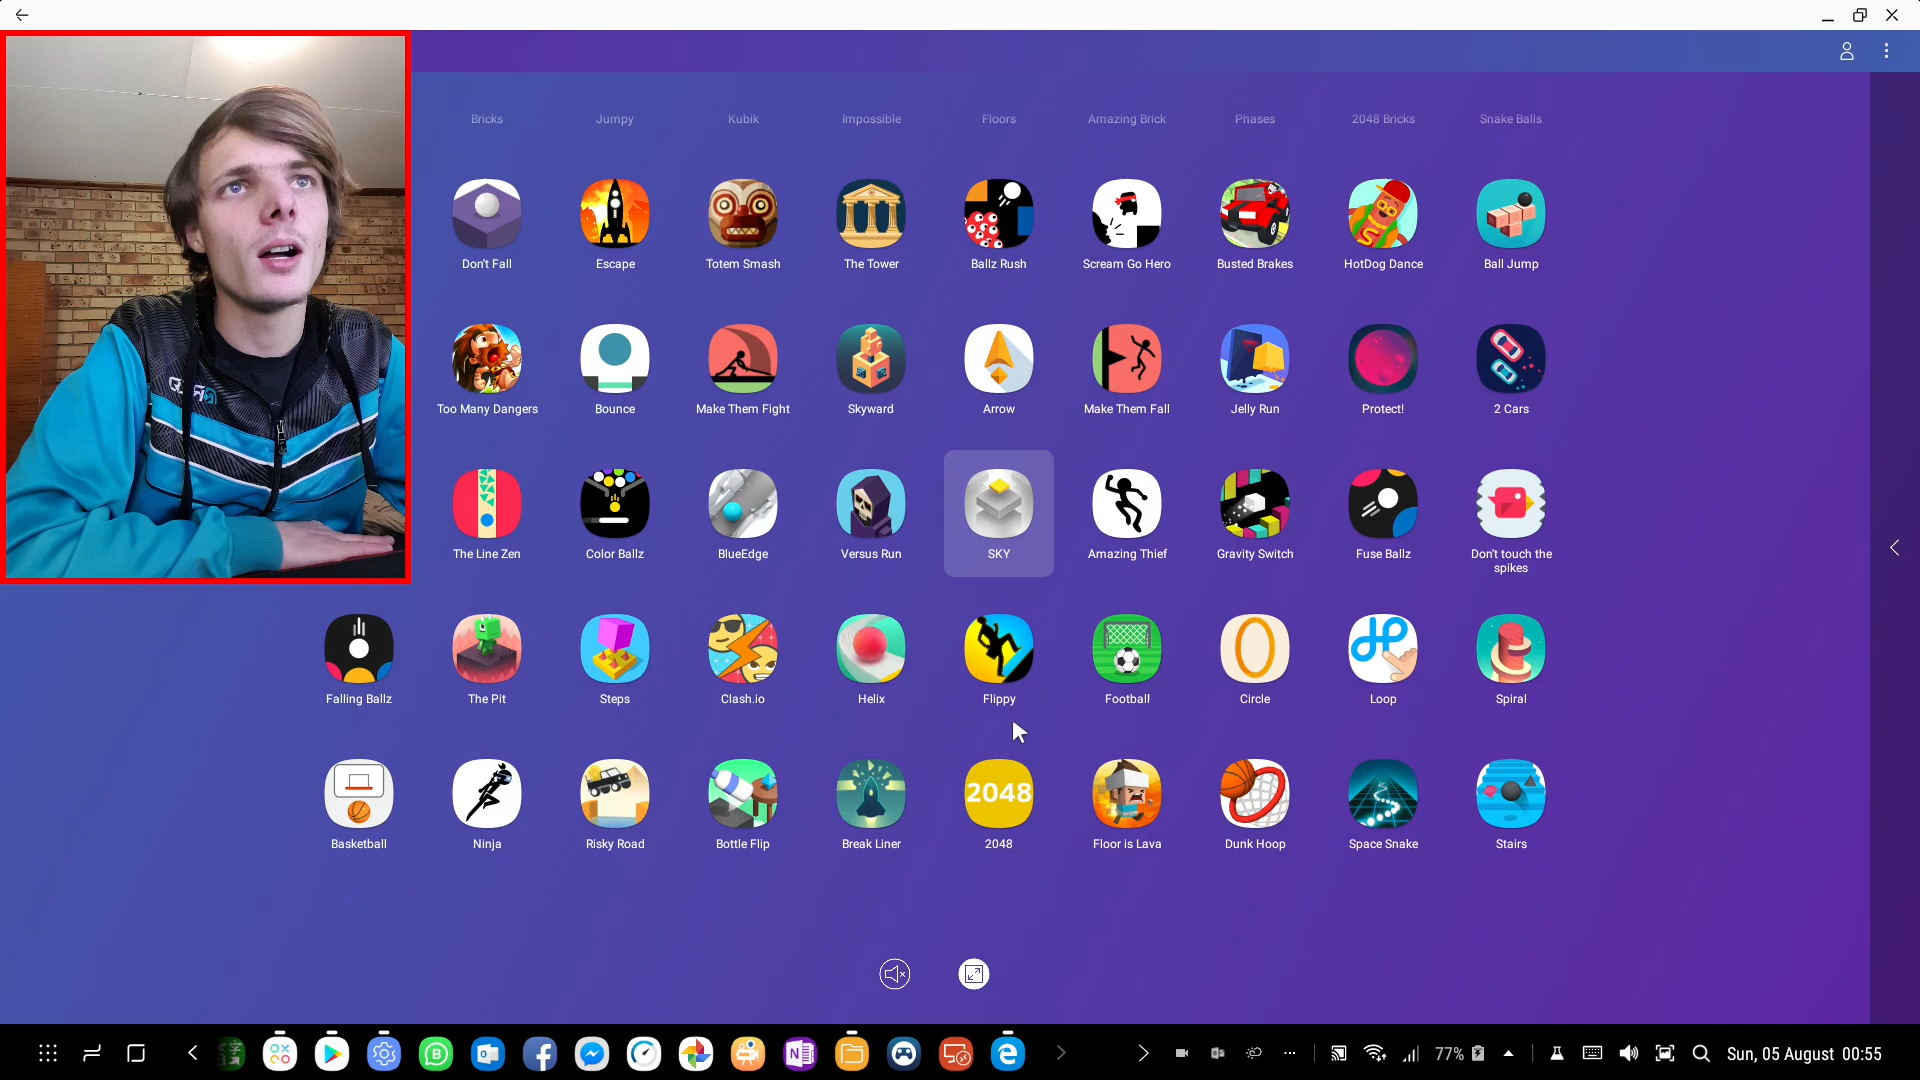 Bricks Jumpy Kubik Impossible Floors Amazing Brick Phases 2048 Bricks Snake Balls
Don't Fall Escape Totem Smash The Tower Ballz Rush Scream Go Hero Busted Brakes HotDog Dance Ball Jump
Too Many Dangers Bounce Make Them Fight Skyward Arrow Make Them Fall Jelly Run Protect! 2 Cars
The Line Zen Color Ballz BlueEdge Versus Run SKY Amazing Thief Gravity Switch Fuse Ballz Don't touch the
spikes
Falling Ballz The Pit Steps Clash.io Helix Flippy Football Circle Loop Spiral
2048
Basketball Ninja Risky Road Bottle Flip Break Liner 2048 Floor is Lava Dunk Hoop Space Snake Stairs
77% Sun, 05 August 00:55